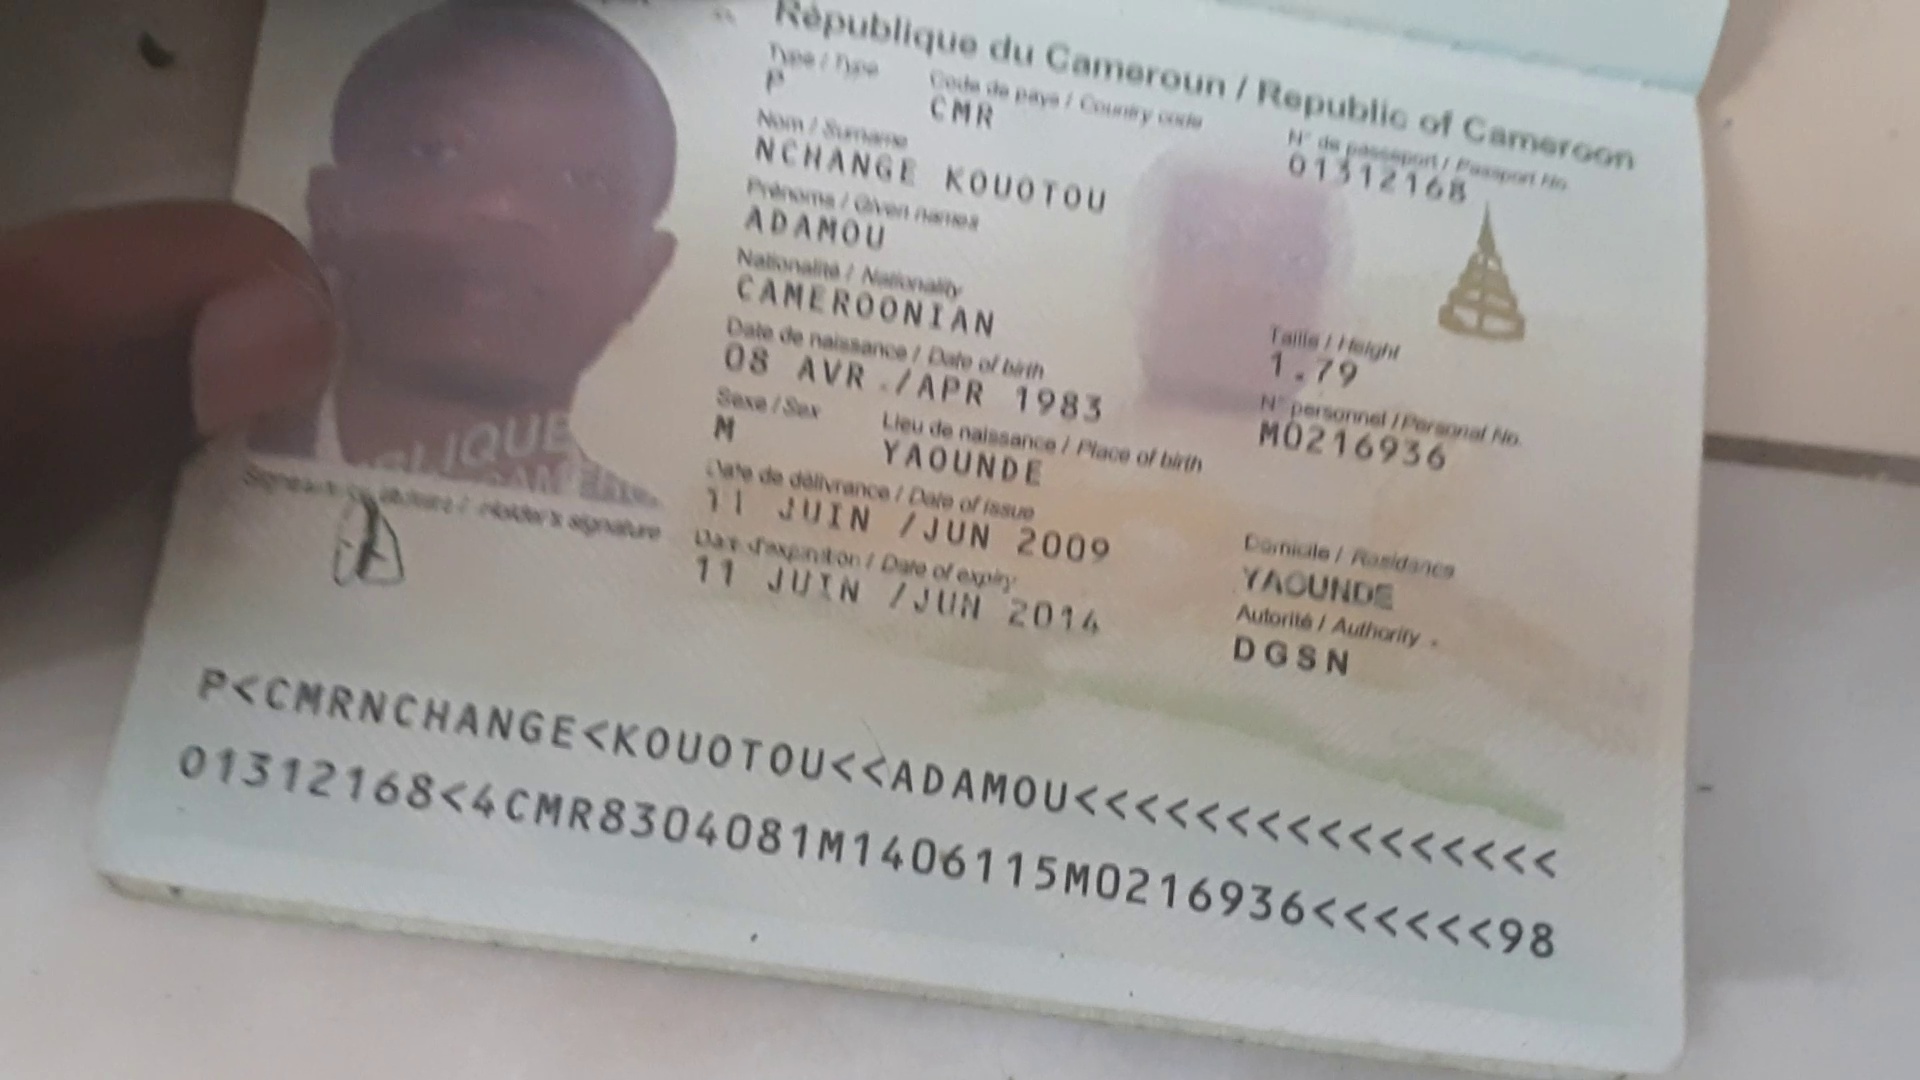 République du Cameroun / Republic of Cameroon
Type / Type
P
Code de pays / Country code
CMR
N° de passeport / Passport No.
01312168
Nom / Surname
NCHANGE KOUOTOU
Prénoms / Given names
ADAMOU
Nationalité / Nationality
CAMEROONIAN
Date de naissance / Date of birth
08 AVR./APR 1983
Taille / Height
1.79
Sexe / Sex
M
Lieu de naissance / Place of birth
YAOUNDE
N° personnel / Personal No.
M0216936
Date de délivrance / Date of issue
11 JUIN /JUN 2009
Date d'expiration / Date of expiry
11 JUIN /JUN 2014
Domicile / Residence
YAOUNDE
Autorité / Authority
DGSN
Holder's signature
P<CMRNCHANGE<KOUOTOU<<ADAMOU<<<<<<<<<<<<<<<<
01312168<4CMR8304081M1406115M0216936<<<<<<98